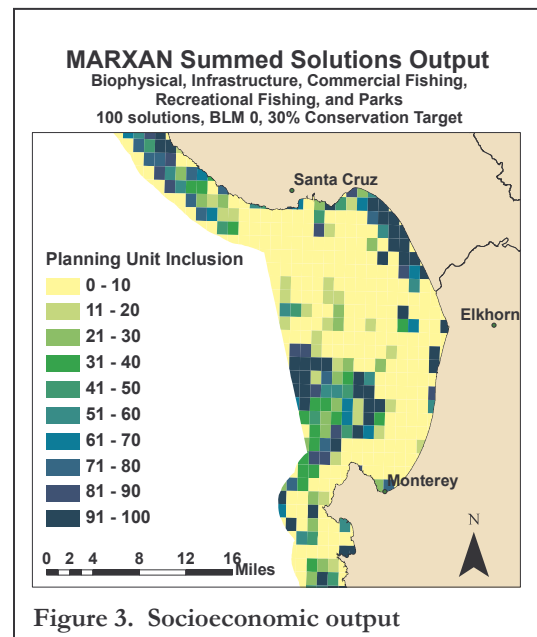 MARXAN Summed Solutions Output
Biophysical, Infrastructure, Commercial Fishing,
Recreational Fishing, and Parks
100 solutions, BLM 0, 30% Conservation Target
Santa Cruz
Planning Unit Inclusion
0 - 10
11 - 20
21 - 30
31 - 40
41 - 50
51 - 60
61 - 70
71 - 80
81 - 90
91 - 100
Elkhorn
Monterey
N
0 2 4 8 12 16
Miles
Figure 3. Socioeconomic output